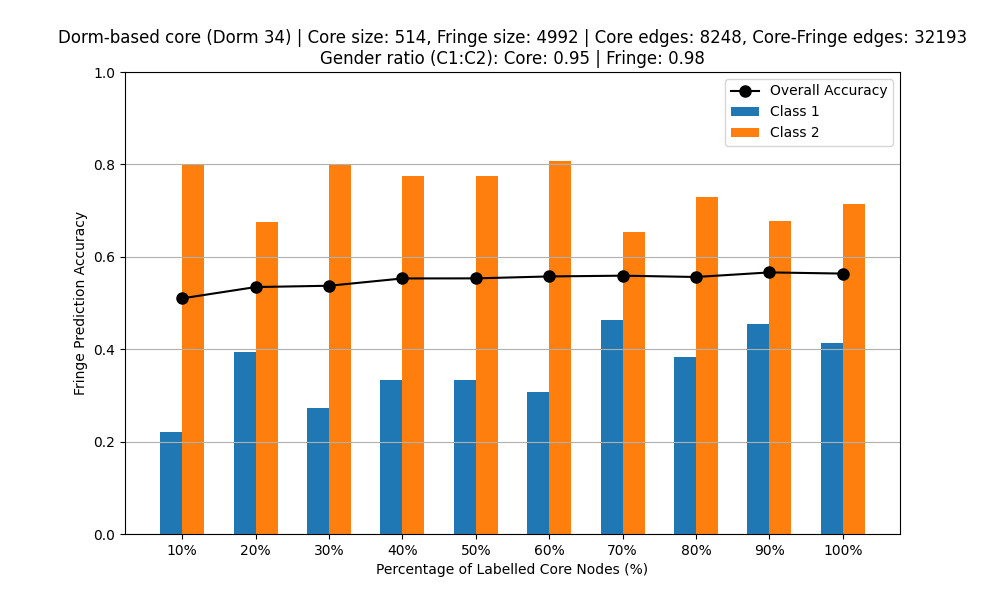 Dorm-based core (Dorm 34) | Core size: 514, Fringe size: 4992 | Core edges: 8248, Core-Fringe edges: 32193
Gender ratio (C1:C2): Core: 0.95 | Fringe: 0.98
Overall Accuracy
Class 1
Class 2
Fringe Prediction Accuracy
1.0
0.8
0.6
0.4
0.2
0.0
10% 20% 30% 40% 50% 60% 70% 80% 90% 100%
Percentage of Labelled Core Nodes (%)